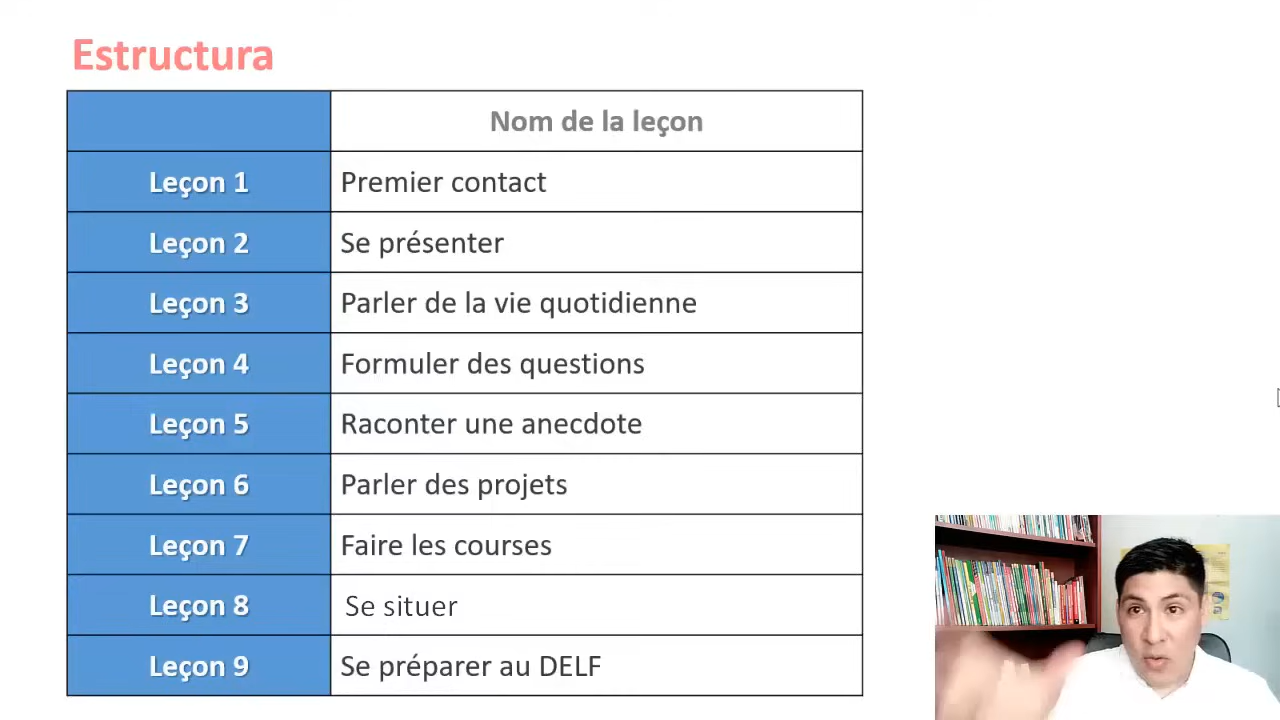 Estructura
Nom de la leçon
Leçon 1 Premier contact
Leçon 2 Se présenter
Leçon 3 Parler de la vie quotidienne
Leçon 4 Formuler des questions
Leçon 5 Raconter une anecdote
Leçon 6 Parler des projets
Leçon 7 Faire les courses
Leçon 8 Se situer
Leçon 9 Se préparer au DELF